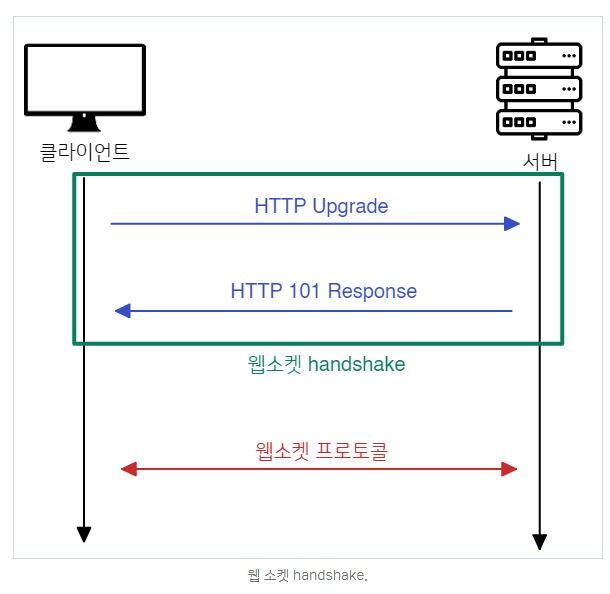 클라이언트
서버
HTTP Upgrade
HTTP 101 Response
웹소켓 handshake
웹소켓 프로토콜
웹 소켓 handshake.